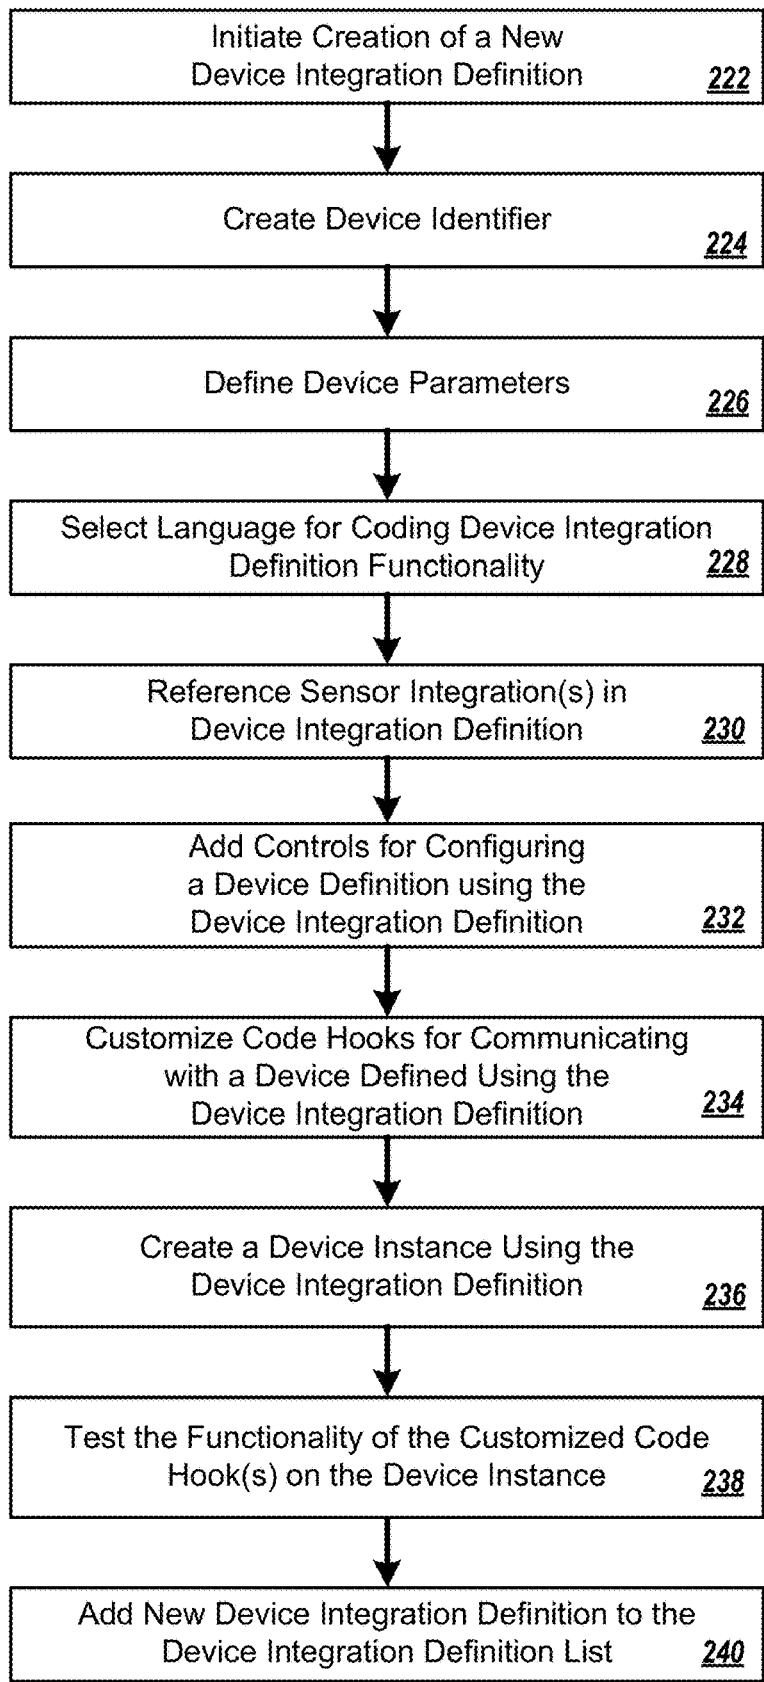 Initiate Creation of a New
Device Integration Definition
222
Create Device Identifier
224
Define Device Parameters
226
Select Language for Coding Device Integration
Definition Functionality
228
Reference Sensor Integration(s) in
Device Integration Definition
230
Add Controls for Configuring
a Device Definition using the
Device Integration Definition
232
Customize Code Hooks for Communicating
with a Device Defined Using the
Device Integration Definition
234
Create a Device Instance Using the
Device Integration Definition
236
Test the Functionality of the Customized Code
Hook(s) on the Device Instance
238
Add New Device Integration Definition to the
Device Integration Definition List
240